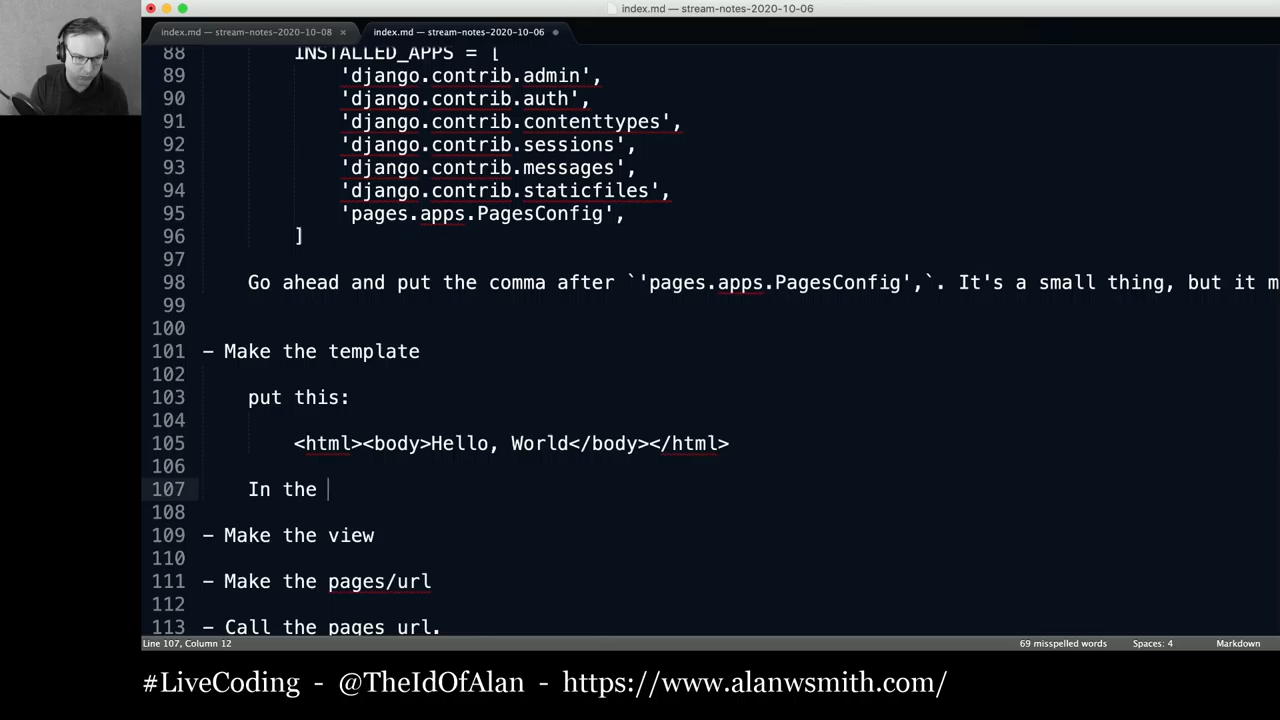 index.md — stream-notes-2020-10-06
index.md — stream-notes-2020-10-08 ×
index.md — stream-notes-2020-10-06
88 INSTALLED_APPS = [
89 'django.contrib.admin',
90 'django.contrib.auth',
91 'django.contrib.contenttypes',
92 'django.contrib.sessions',
93 'django.contrib.messages',
94 'django.contrib.staticfiles',
95 'pages.apps.PagesConfig',
96 ]
97
98 Go ahead and put the comma after `'pages.apps.PagesConfig',`. It's a small thing, but it m
99
100
101 - Make the template
102
103 put this:
104
105 <html><body>Hello, World</body></html>
106
107 In the
108
109 - Make the view
110
111 - Make the pages/url
112
113 - Call the pages url.
Line 107, Column 12 69 misspelled words Spaces: 4 Markdown
#LiveCoding - @TheIdOfAlan - https://www.alanwsmith.com/